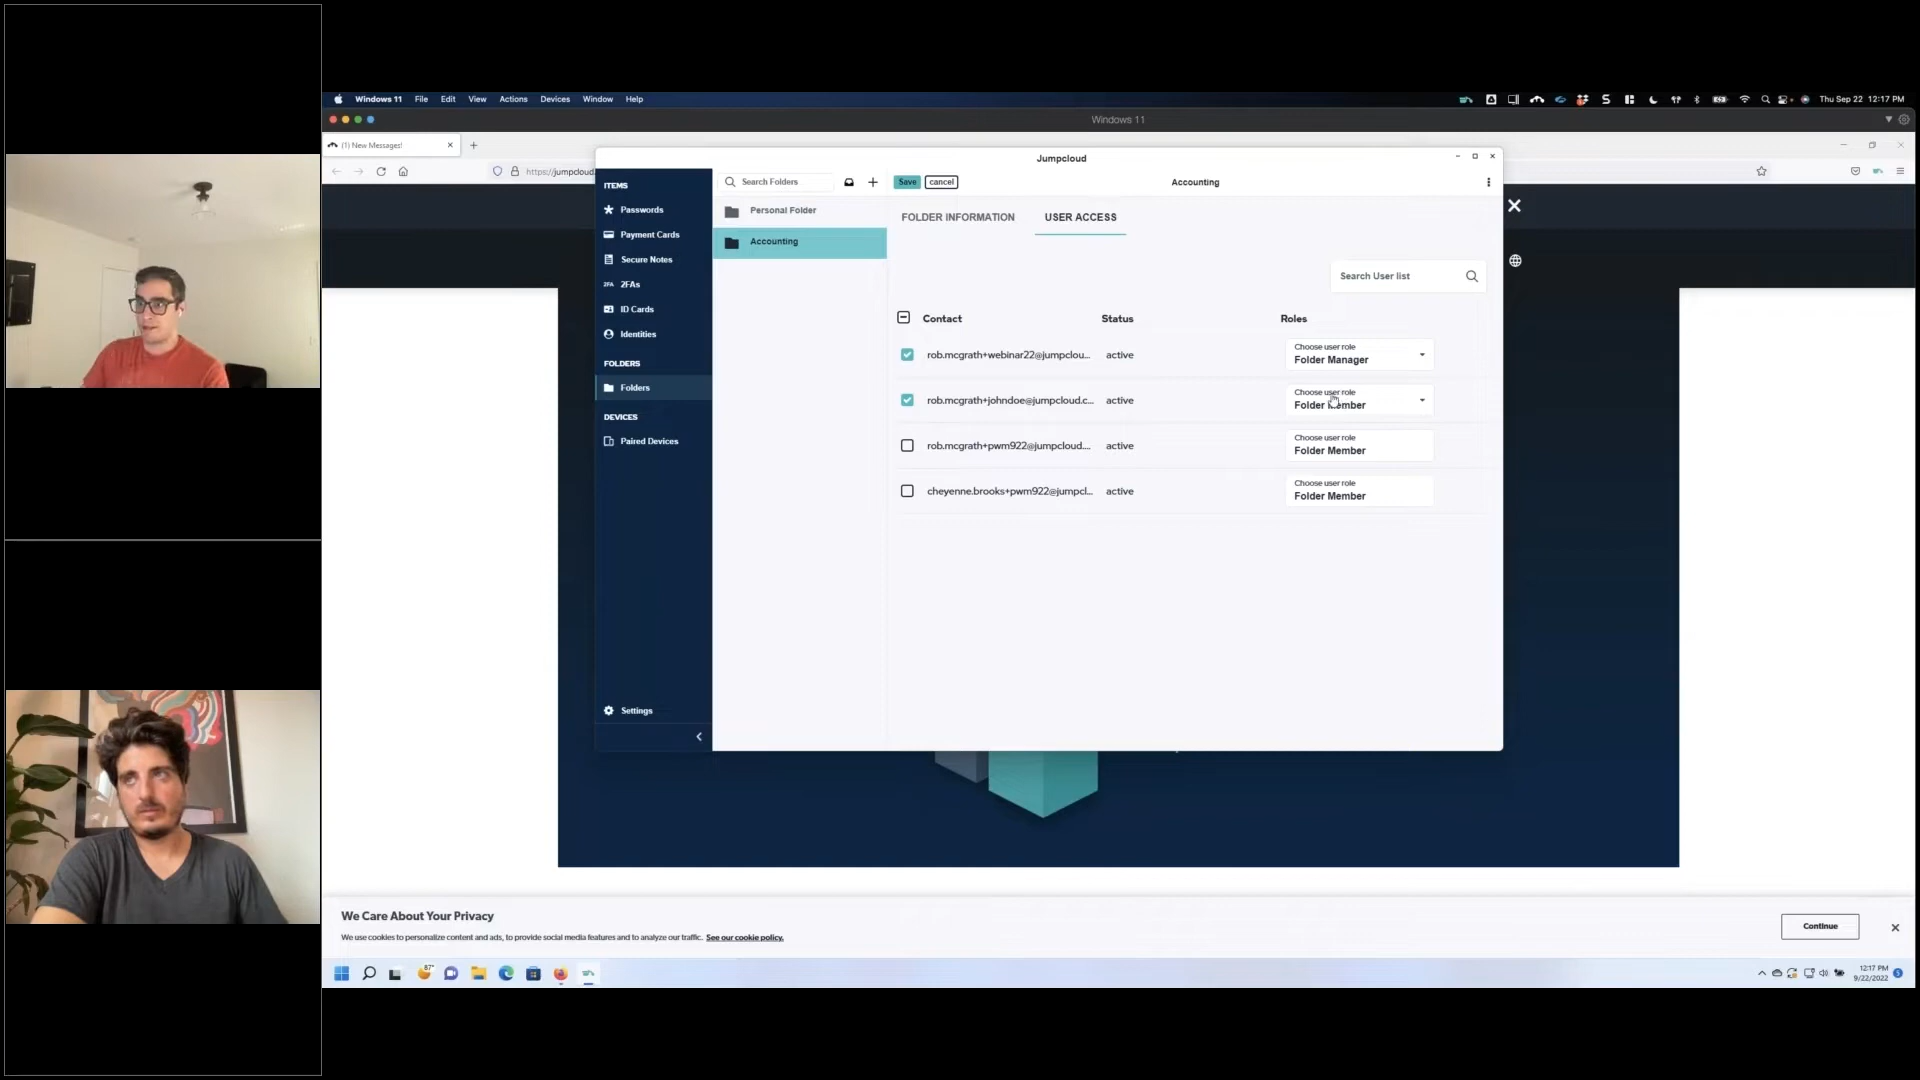 Windows 11 File Edit View Actions Devices Window Help
Thu Sep 22 12:17 PM
Windows 11
(1) New Messages!
https://jumpcloud.
Jumpcloud
ITEMS
Passwords
Payment Cards
Secure Notes
2FA 2FAs
ID Cards
Identities
FOLDERS
Folders
DEVICES
Paired Devices
Settings
Search Folders
Personal Folder
Accounting
Save cancel
Accounting
FOLDER INFORMATION USER ACCESS
Search User list
Contact Status Roles
rob.mcgrath+webinar22@jumpclou... active
Choose user role
Folder Manager
rob.mcgrath+johndoe@jumpcloud.c... active
Choose user role
Folder Member
rob.mcgrath+pwm922@jumpcloud.... active
Choose user role
Folder Member
cheyenne.brooks+pwm922@jumpcl... active
Choose user role
Folder Member
We Care About Your Privacy
We use cookies to personalize content and ads, to provide social media features and to analyze our traffic. See our cookie policy.
Continue
87°
12:17 PM
9/22/2022
5